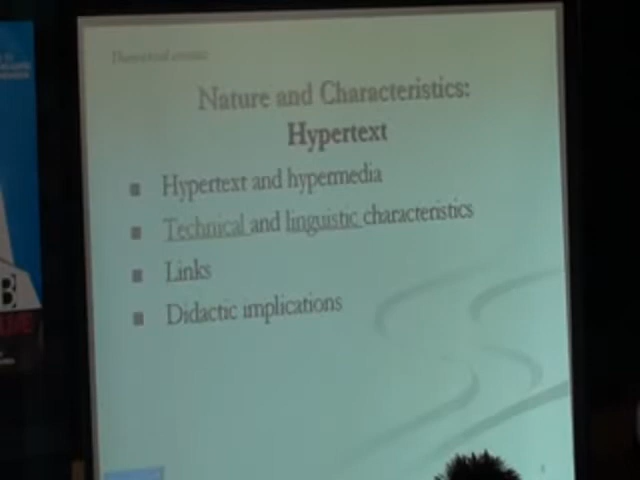 Nature and Characteristics:
Hypertext
Hypertext and hypermedia
Technical and linguistic characteristics
Links
Didactic implications